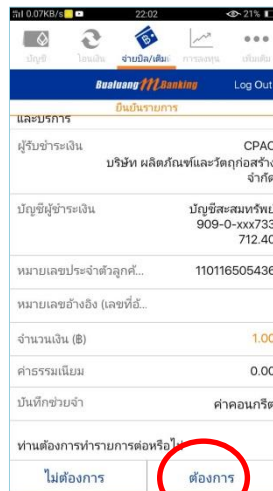 0.07KB/s 22:02 21%
บัญชี โอนเงิน จ่ายบิล/เติม การลงทุน เพิ่มเติม
Bualuang mBanking Log Out
ยืนยันรายการ
และบริการ
ผู้รับชำระเงิน CPAC
บริษัท ผลิตภัณฑ์และวัตถุก่อสร้าง
จำกัด
บัญชีผู้ชำระเงิน บัญชีสะสมทรัพย์
909-0-xxx733
712.40
หมายเลขประจำตัวลูกค้... 110116505436
หมายเลขอ้างอิง (เลขที่อ้...
จำนวนเงิน (฿) 1.00
ค่าธรรมเนียม 0.00
บันทึกช่วยจำ ค่าคอนกรีต
ท่านต้องการทำรายการต่อหรือไ
ไม่ต้องการ ต้องการ